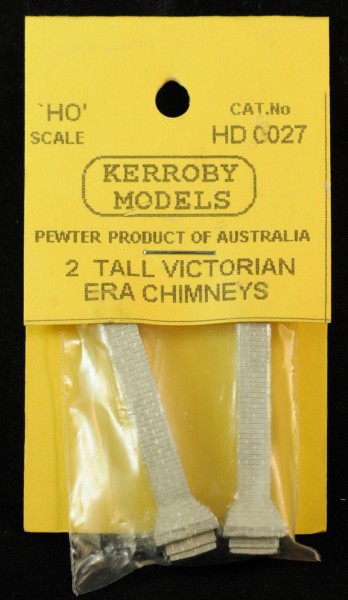 'HO'
SCALE
CAT.No
HD 0027
KERROBY
MODELS
PEWTER PRODUCT OF AUSTRALIA
2 TALL VICTORIAN
ERA CHIMNEYS